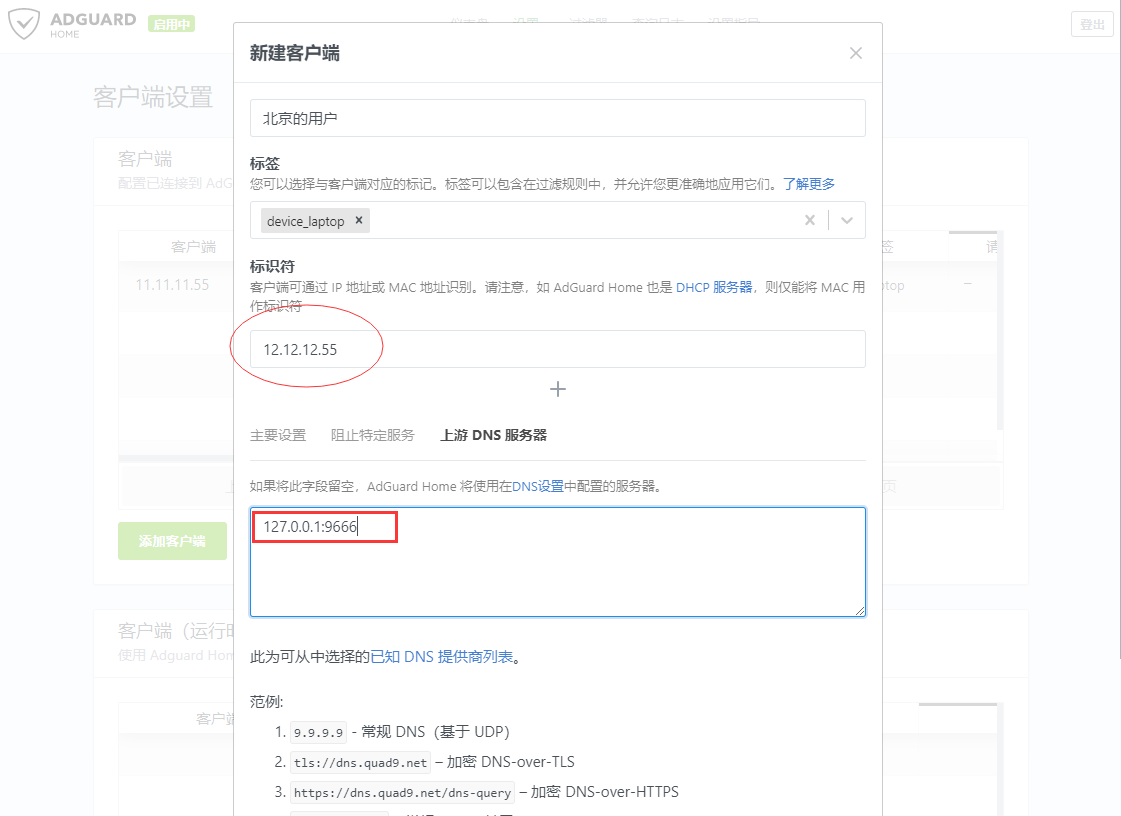 ADGUARD
HOME
启用中
登出
客户端设置
客户端
配置已连接到 AdG
客户端
签
请
11.11.11.55
top
–
上
页
添加客户端
客户端（运行时
使用 Adguard Hom
客户端
新建客户端
×
北京的用户
标签
您可以选择与客户端对应的标记。标签可以包含在过滤规则中，并允许您更准确地应用它们。了解更多
device_laptop ×
标识符
客户端可通过 IP 地址或 MAC 地址识别。请注意，如 AdGuard Home 也是 DHCP 服务器，则仅能将 MAC 用
作标识符
12.12.12.55
主要设置 阻止特定服务 上游 DNS 服务器
如果将此字段留空，AdGuard Home 将使用在DNS设置中配置的服务器。
127.0.0.1:9666
此为可从中选择的已知 DNS 提供商列表。
范例:
1. 9.9.9.9 - 常规 DNS（基于 UDP）
2. tls://dns.quad9.net – 加密 DNS-over-TLS
3. https://dns.quad9.net/dns-query – 加密 DNS-over-HTTPS